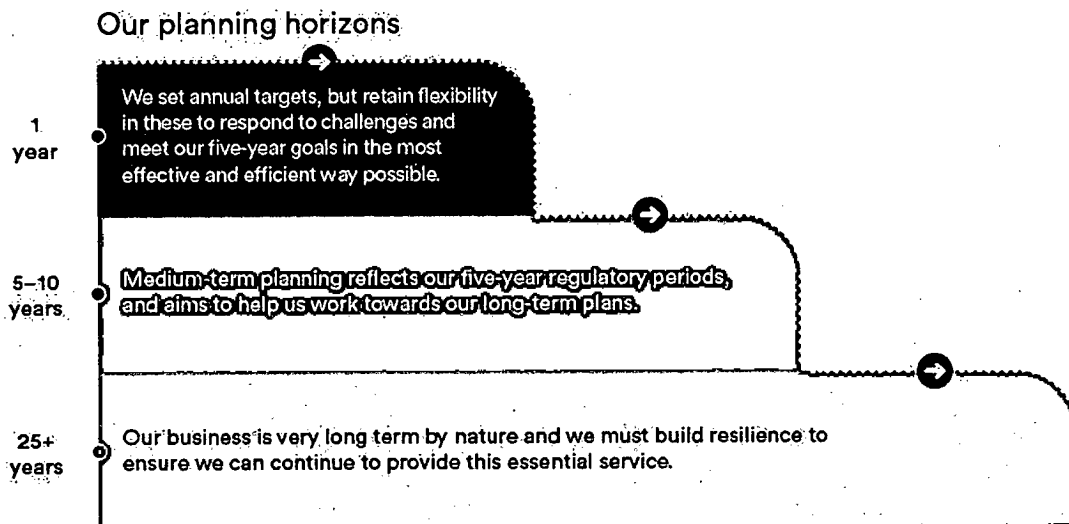 Our planning horizons
1
year
We set annual targets, but retain flexibility
in these to respond to challenges and
meet our five-year goals in the most
effective and efficient way possible.
5–10
years
Medium-term planning reflects our five-year regulatory periods,
and aims to help us work towards our long-term plans.
25+
years
Our business is very long term by nature and we must build resilience to
ensure we can continue to provide this essential service.